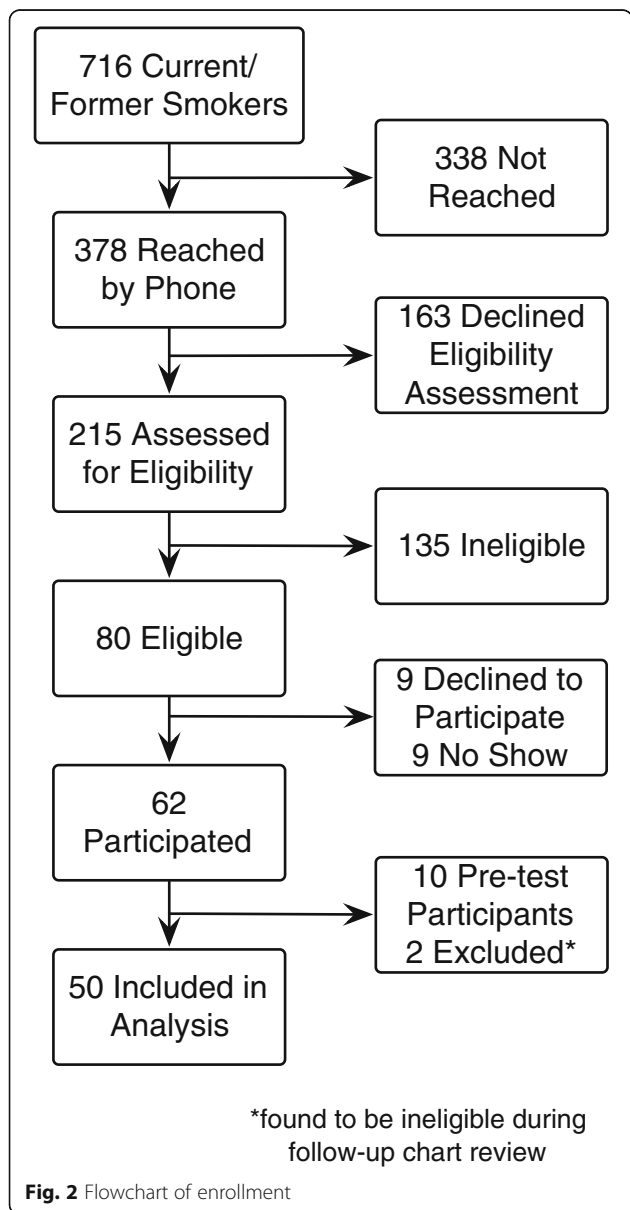 716 Current/
Former Smokers
338 Not
Reached
378 Reached
by Phone
163 Declined
Eligibility
Assessment
215 Assessed
for Eligibility
135 Ineligible
80 Eligible
9 Declined to
Participate
9 No Show
62
Participated
10 Pre-test
Participants
2 Excluded*
50 Included in
Analysis
*found to be ineligible during
follow-up chart review
Fig. 2 Flowchart of enrollment